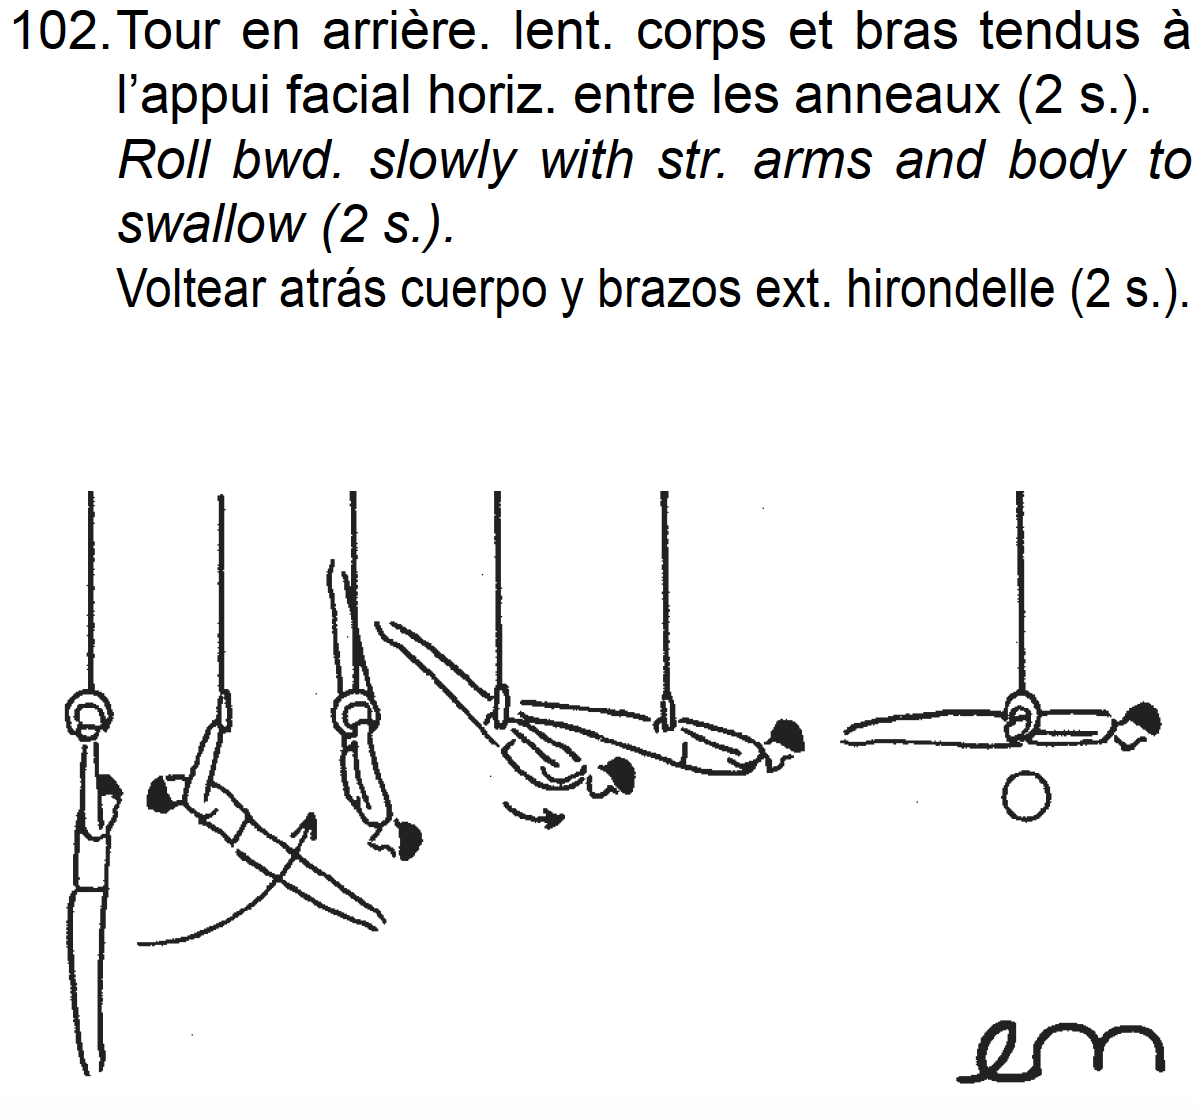 102. Tour en arrière. lent. corps et bras tendus à
l’appui facial horiz. entre les anneaux (2 s.).
Roll bwd. slowly with str. arms and body to
swallow (2 s.).
Voltear atrás cuerpo y brazos ext. hirondelle (2 s.).